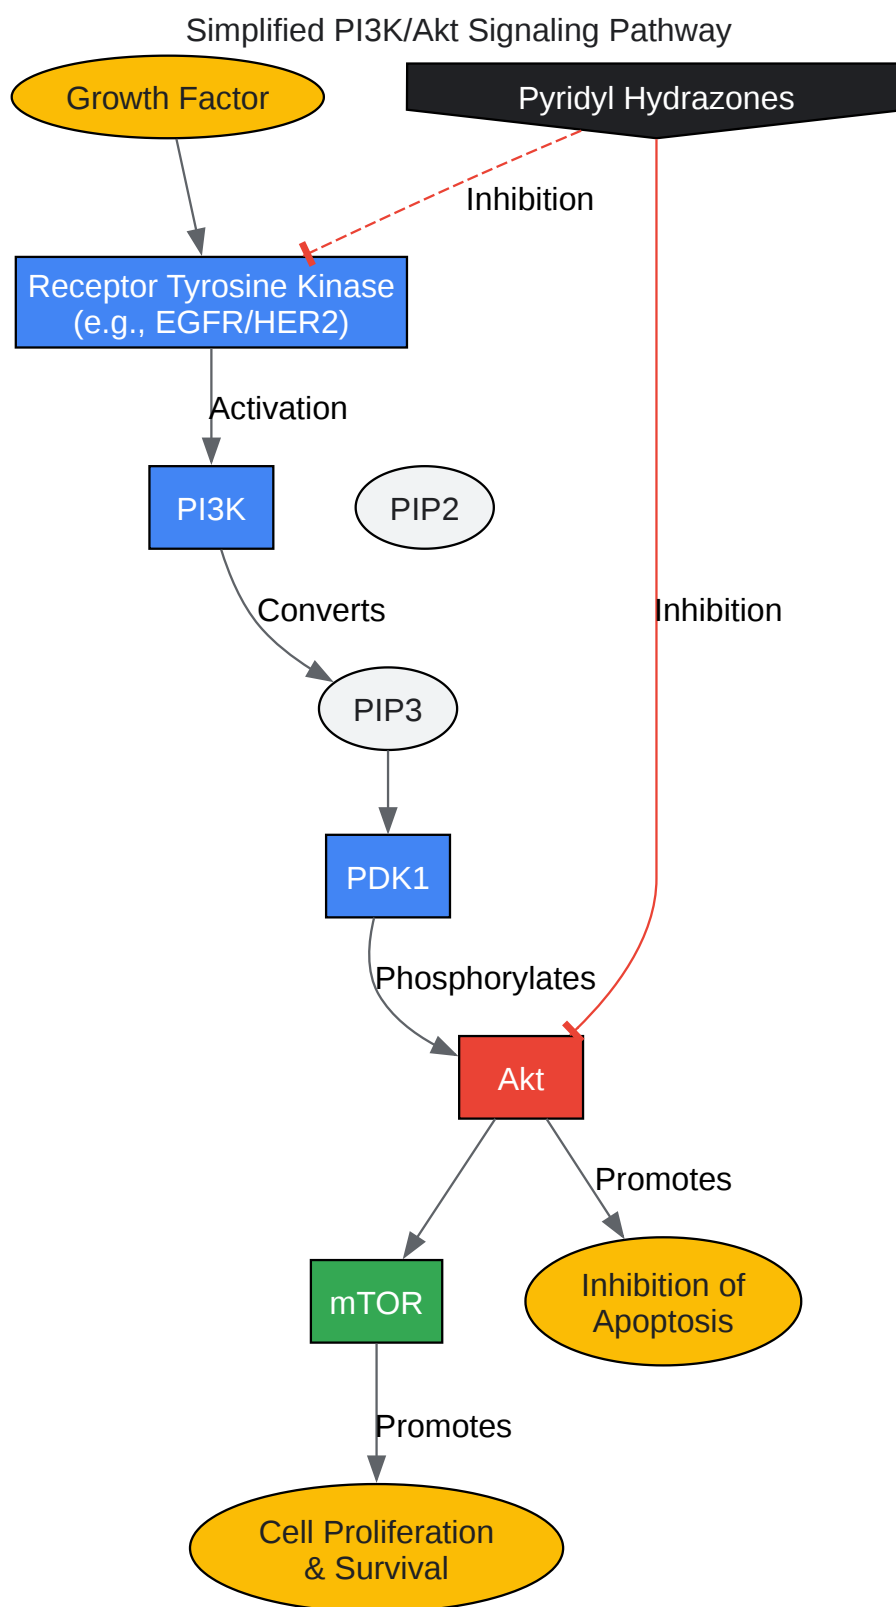 Simplified PI3K/Akt Signaling Pathway
Growth Factor
Pyridyl Hydrazones
Inhibition
Receptor Tyrosine Kinase
(e.g., EGFR/HER2)
Activation
PI3K
PIP2
Converts
Inhibition
PIP3
PDK1
Phosphorylates
Akt
Promotes
Inhibition of
Apoptosis
mTOR
Promotes
Cell Proliferation
& Survival